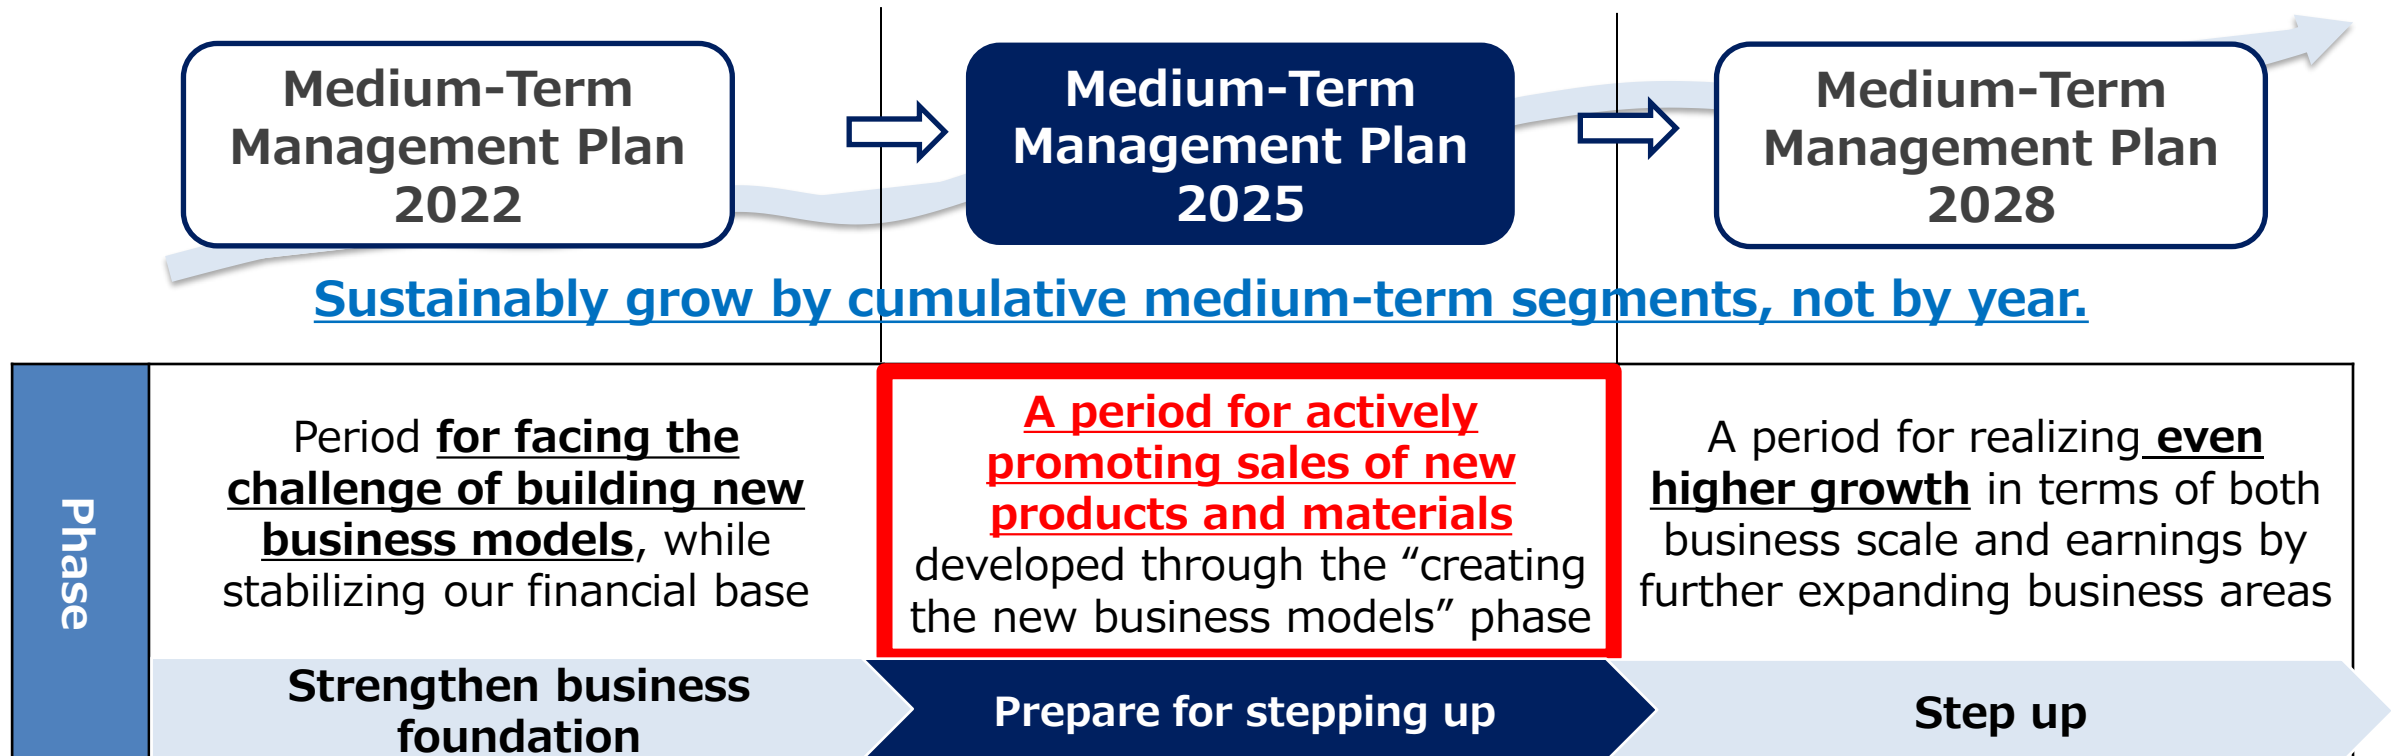 Medium-Term
Management Plan
2022
Medium-Term
Management Plan
2025
Medium-Term
Management Plan
2028
Sustainably grow by cumulative medium-term segments, not by year.
Phase
Period for facing the
challenge of building new
business models, while
stabilizing our financial base
A period for actively
promoting sales of new
products and materials
developed through the “creating
the new business models” phase
A period for realizing even
higher growth in terms of both
business scale and earnings by
further expanding business areas
Strengthen business
foundation
Prepare for stepping up
Step up